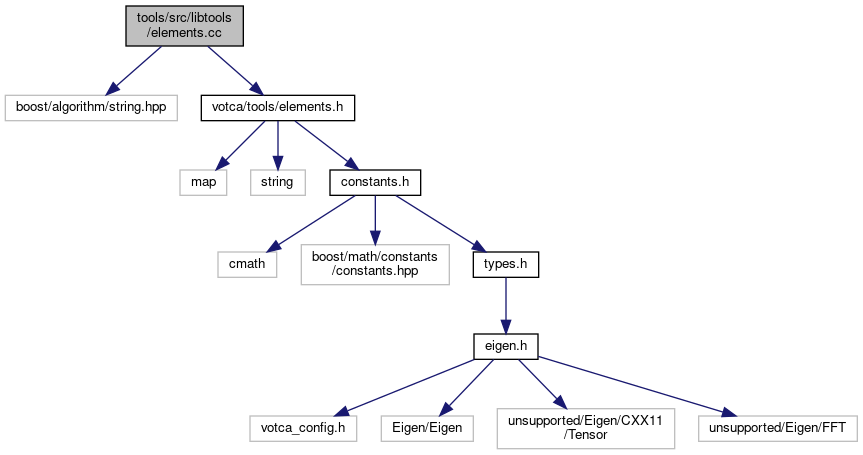 tools/src/libtools
/elements.cc
boost/algorithm/string.hpp
votca/tools/elements.h
map
string
constants.h
cmath
boost/math/constants
/constants.hpp
types.h
eigen.h
votca_config.h
Eigen/Eigen
unsupported/Eigen/CXX11
/Tensor
unsupported/Eigen/FFT